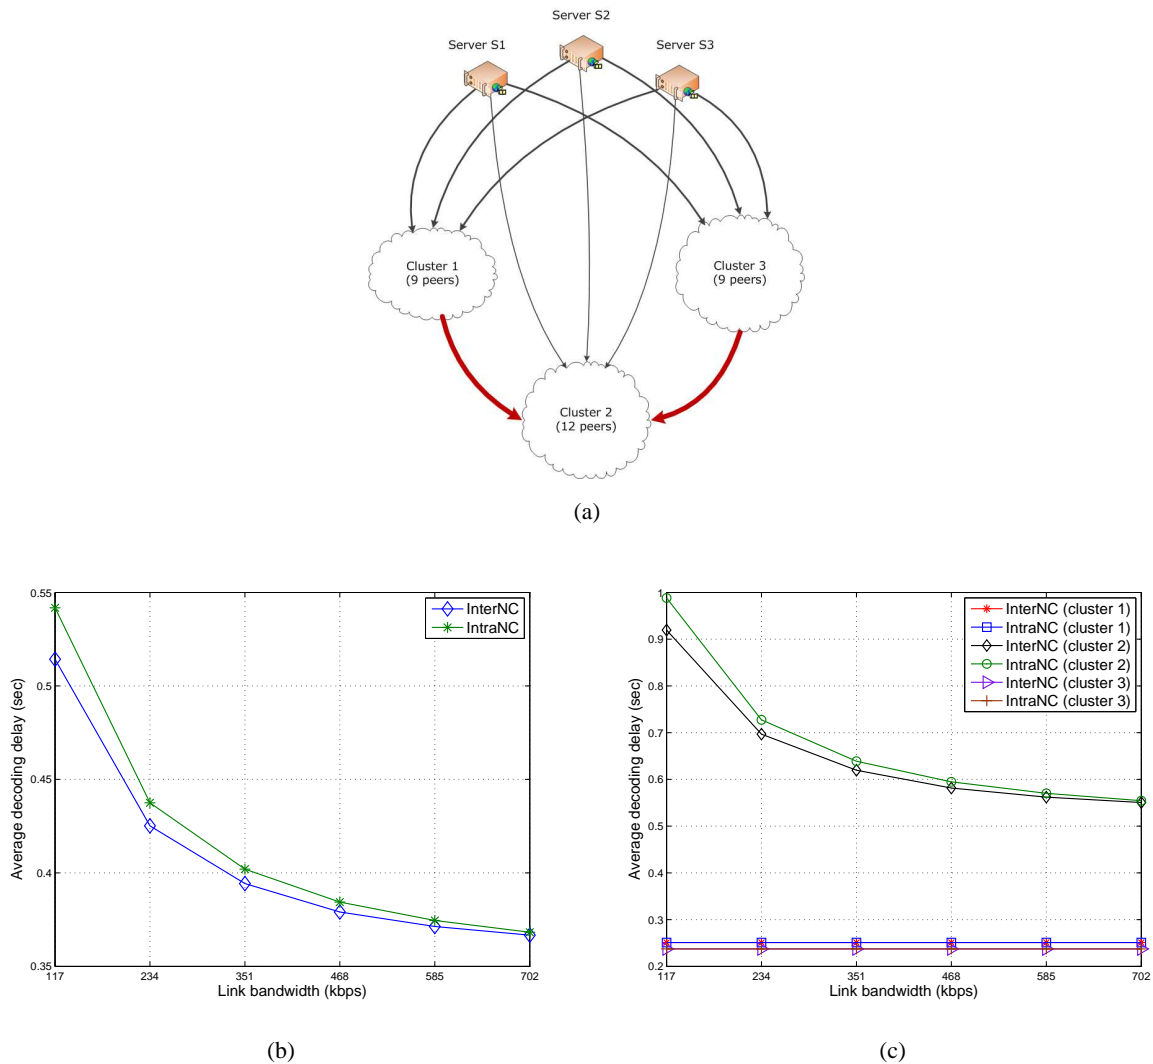 Server S2
Server S1
Server S3
Cluster 1
(9 peers)
Cluster 3
(9 peers)
Cluster 2
(12 peers)
(a)
0.55
0.5
0.45
0.4
0.35
117
234
351
468
585
702
Link bandwidth (kbps)
Average decoding delay (sec)
InterNC
IntraNC
(b)
1
0.9
0.8
0.7
0.6
0.5
0.4
0.3
0.2
117
234
351
468
585
702
Link bandwidth (kbps)
Average decoding delay (sec)
InterNC (cluster 1)
IntraNC (cluster 1)
InterNC (cluster 2)
IntraNC (cluster 2)
InterNC (cluster 3)
IntraNC (cluster 3)
(c)